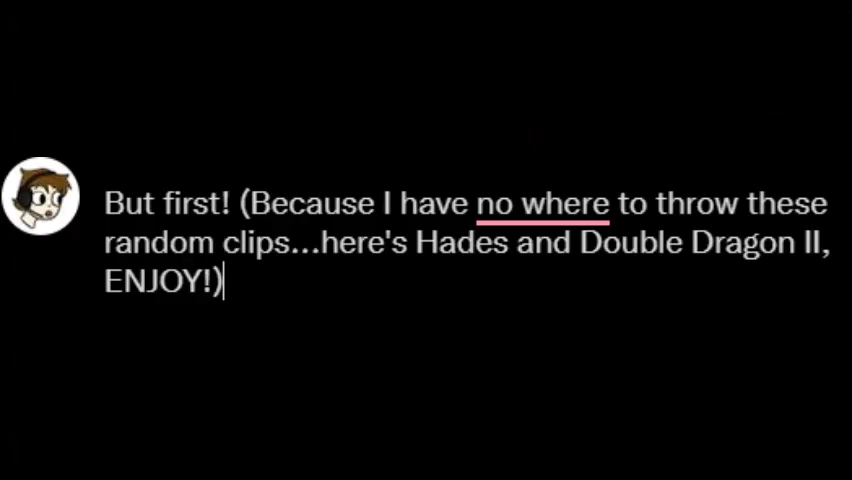 But first! (Because I have no where to throw these
random clips...here's Hades and Double Dragon II,
ENJOY!)